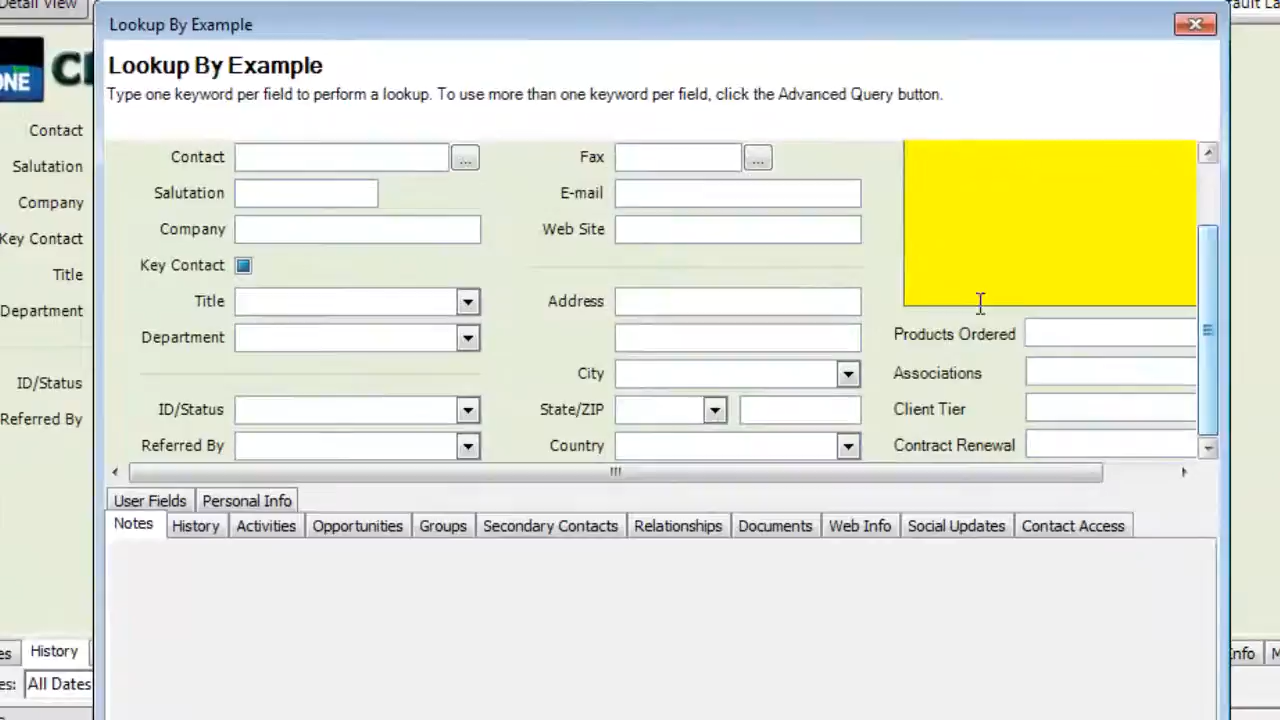 Detail View
Lookup By Example
Lookup By Example
Type one keyword per field to perform a lookup. To use more than one keyword per field, click the Advanced Query button.
ONE
Contact
Salutation
Company
Key Contact
Title
Department
ID/Status
Referred By
Contact ...
Salutation
Company
Key Contact
Title
Department
ID/Status
Referred By
Fax ...
E-mail
Web Site
Address
City
State/ZIP
Country
Products Ordered
Associations
Client Tier
Contract Renewal
User Fields Personal Info
Notes History Activities Opportunities Groups Secondary Contacts Relationships Documents Web Info Social Updates Contact Access
History
All Dates